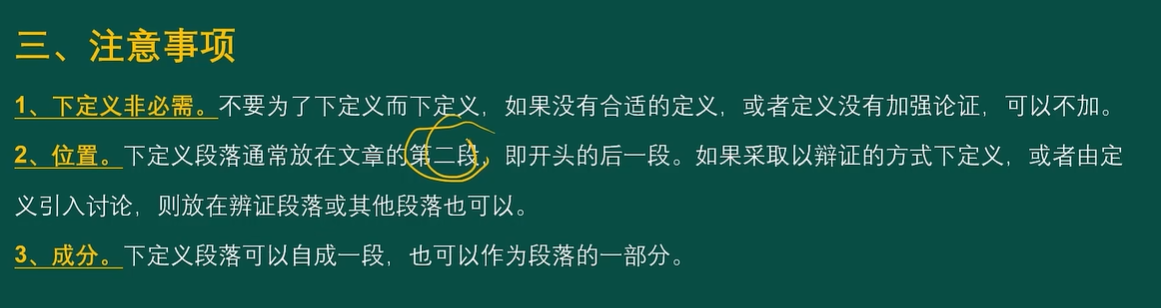 三、注意事项
1、下定义非必需。不要为了下定义而下定义，如果没有合适的定义，或者定义没有加强论证，可以不加。
2、位置。下定义段落通常放在文章的第二段，即开头的后一段。如果采取以辩证的方式下定义，或者由定
义引入讨论，则放在辨证段落或其他段落也可以。
3、成分。下定义段落可以自成一段，也可以作为段落的一部分。